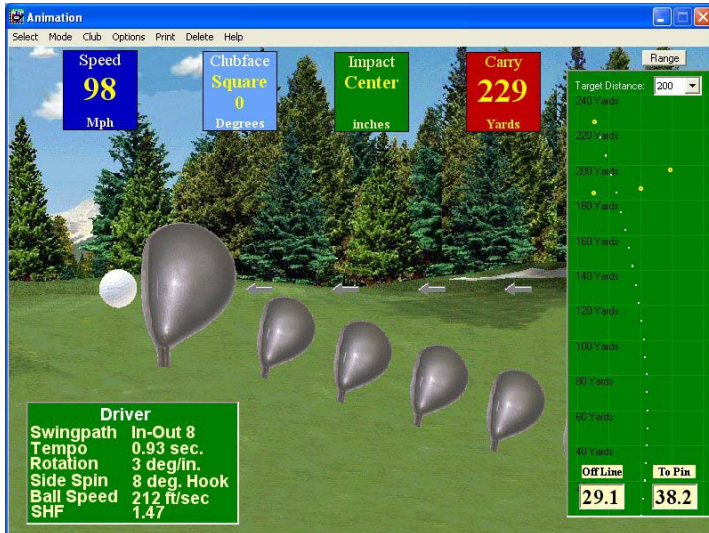 Animation
Select Mode Club Options Print Delete Help
Speed
98
Mph
Clubface
Square
0
Degrees
Impact
Center
inches
Carry
229
Yards
Range
Target Distance: 200
240 Yards
220 Yards
200 Yards
180 Yards
160 Yards
140 Yards
120 Yards
100 Yards
80 Yards
60 Yards
40 Yards
Off Line
29.1
To Pin
38.2
Driver
Swingpath In-Out 8
Tempo 0.93 sec.
Rotation 3 deg/in.
Side Spin 8 deg. Hook
Ball Speed 212 ft/sec
SHF 1.47